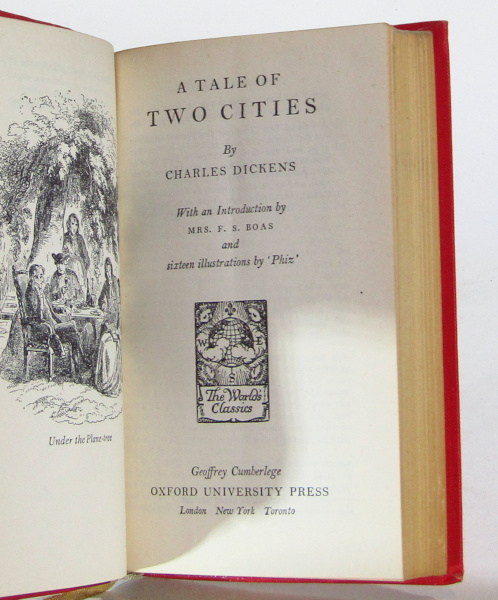 Under the Plane-tree
A TALE OF
TWO CITIES
By
CHARLES DICKENS
With an Introduction by
MRS. F. S. BOAS
and
sixteen illustrations by 'Phiz'
W E
S
The World's
Classics
Geoffrey Cumberlege
OXFORD UNIVERSITY PRESS
London New York Toronto